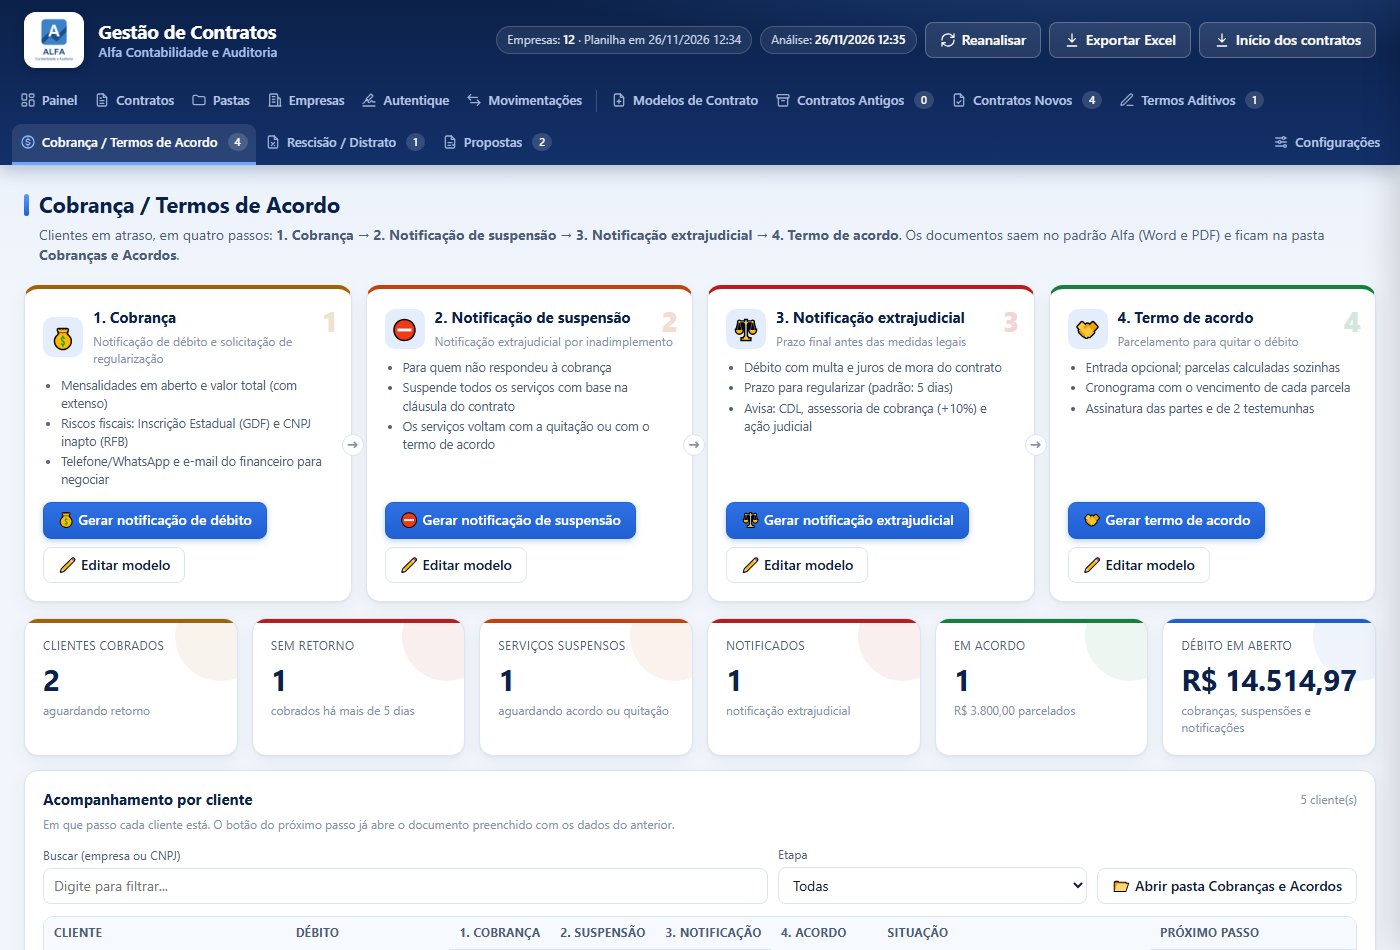 A
ALFA
Gestão de Contratos
Alfa Contabilidade e Auditoria
Empresas: 12 · Planilha em 26/11/2026 12:34
Análise: 26/11/2026 12:35
Reanalisar
Exportar Excel
Início dos contratos
Painel
Contratos
Pastas
Empresas
Autentique
Movimentações
Modelos de Contrato
Contratos Antigos 0
Contratos Novos 4
Termos Aditivos 1
Cobrança / Termos de Acordo 4
Rescisão / Distrato 1
Propostas 2
Configurações
Cobrança / Termos de Acordo
Clientes em atraso, em quatro passos: 1. Cobrança → 2. Notificação de suspensão → 3. Notificação extrajudicial → 4. Termo de acordo. Os documentos saem no padrão Alfa (Word e PDF) e ficam na pasta
Cobranças e Acordos.
1. Cobrança
1
Notificação de débito e solicitação de
regularização
• Mensalidades em aberto e valor total (com
extenso)
• Riscos fiscais: Inscrição Estadual (GDF) e CNPJ
inapto (RFB)
• Telefone/WhatsApp e e-mail do financeiro para
negociar
Gerar notificação de débito
Editar modelo
→
2. Notificação de suspensão
2
Notificação extrajudicial por inadimplemento
• Para quem não respondeu à cobrança
• Suspende todos os serviços com base na
cláusula do contrato
• Os serviços voltam com a quitação ou com o
termo de acordo
Gerar notificação de suspensão
Editar modelo
→
3. Notificação extrajudicial
3
Prazo final antes das medidas legais
• Débito com multa e juros de mora do contrato
• Prazo para regularizar (padrão: 5 dias)
• Avisa: CDL, assessoria de cobrança (+10%) e
ação judicial
Gerar notificação extrajudicial
Editar modelo
→
4. Termo de acordo
4
Parcelamento para quitar o débito
• Entrada opcional; parcelas calculadas sozinhas
• Cronograma com o vencimento de cada parcela
• Assinatura das partes e de 2 testemunhas
Gerar termo de acordo
Editar modelo
CLIENTES COBRADOS
2
aguardando retorno
SEM RETORNO
1
cobrados há mais de 5 dias
SERVIÇOS SUSPENSOS
1
aguardando acordo ou quitação
NOTIFICADOS
1
notificação extrajudicial
EM ACORDO
1
R$ 3.800,00 parcelados
DÉBITO EM ABERTO
R$ 14.514,97
cobranças, suspensões e
notificações
Acompanhamento por cliente
5 cliente(s)
Em que passo cada cliente está. O botão do próximo passo já abre o documento preenchido com os dados do anterior.
Buscar (empresa ou CNPJ)
Digite para filtrar...
Etapa
Todas
Abrir pasta Cobranças e Acordos
CLIENTE
DÉBITO
1. COBRANÇA
2. SUSPENSÃO
3. NOTIFICAÇÃO
4. ACORDO
SITUAÇÃO
PRÓXIMO PASSO